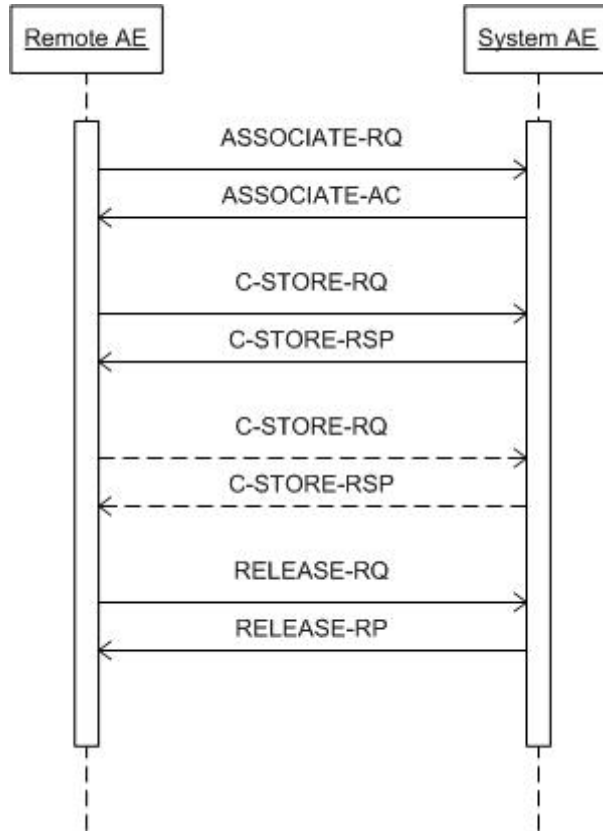 Remote AE
System AE
ASSOCIATE-RQ
ASSOCIATE-AC
C-STORE-RQ
C-STORE-RSP
C-STORE-RQ
C-STORE-RSP
RELEASE-RQ
RELEASE-RP